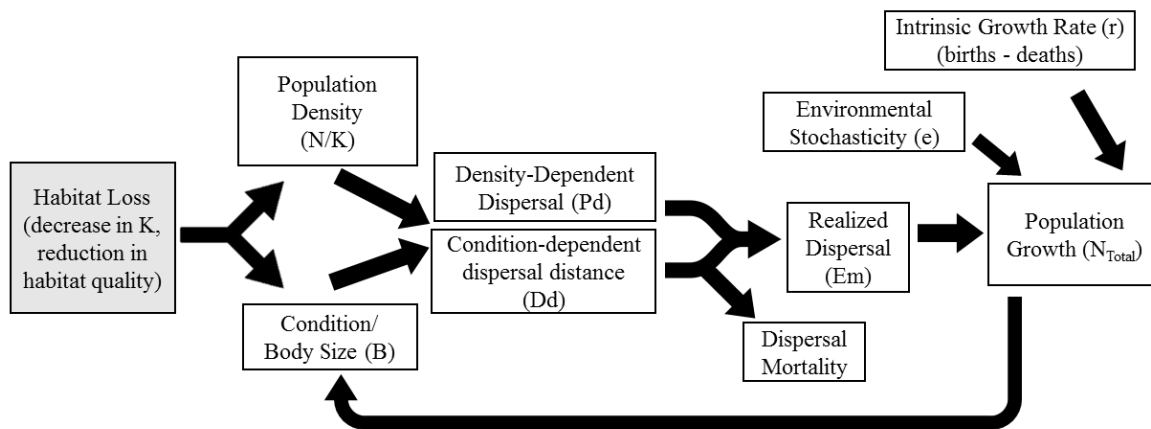 Habitat Loss
(decrease in K,
reduction in
habitat quality)
Population
Density
(N/K)
Condition/
Body Size (B)
Density-Dependent
Dispersal (Pd)
Condition-dependent
dispersal distance
(Dd)
Realized
Dispersal
(Em)
Dispersal
Mortality
Environmental
Stochasticity (e)
Intrinsic Growth Rate (r)
(births - deaths)
Population
Growth (NTotal)